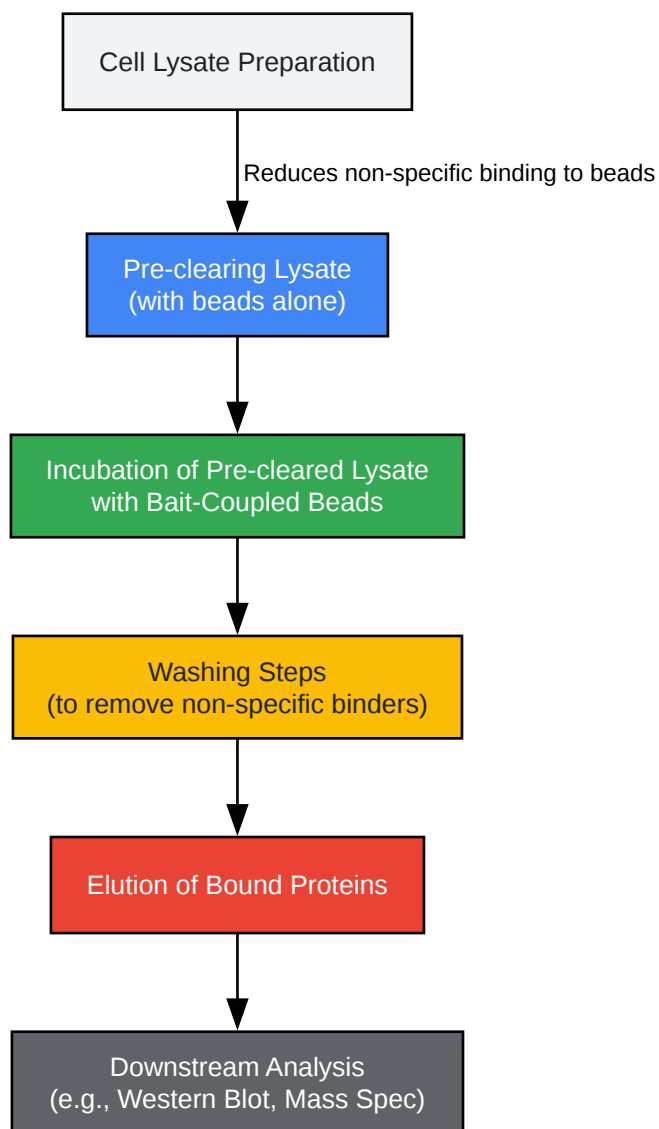 Cell Lysate Preparation
Reduces non-specific binding to beads
Pre-clearing Lysate
(with beads alone)
Incubation of Pre-cleared Lysate
with Bait-Coupled Beads
Washing Steps
(to remove non-specific binders)
Elution of Bound Proteins
Downstream Analysis
(e.g., Western Blot, Mass Spec)